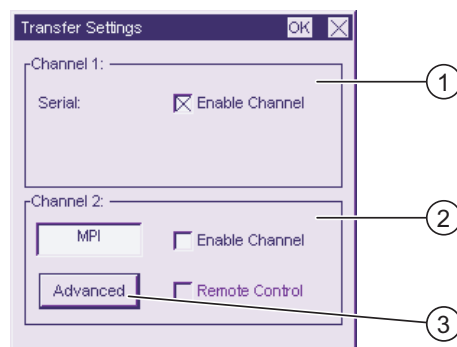 Transfer Settings OK
Channel 1:
Serial: Enable Channel
1
Channel 2:
MPI Enable Channel
2
Advanced Remote Control
3